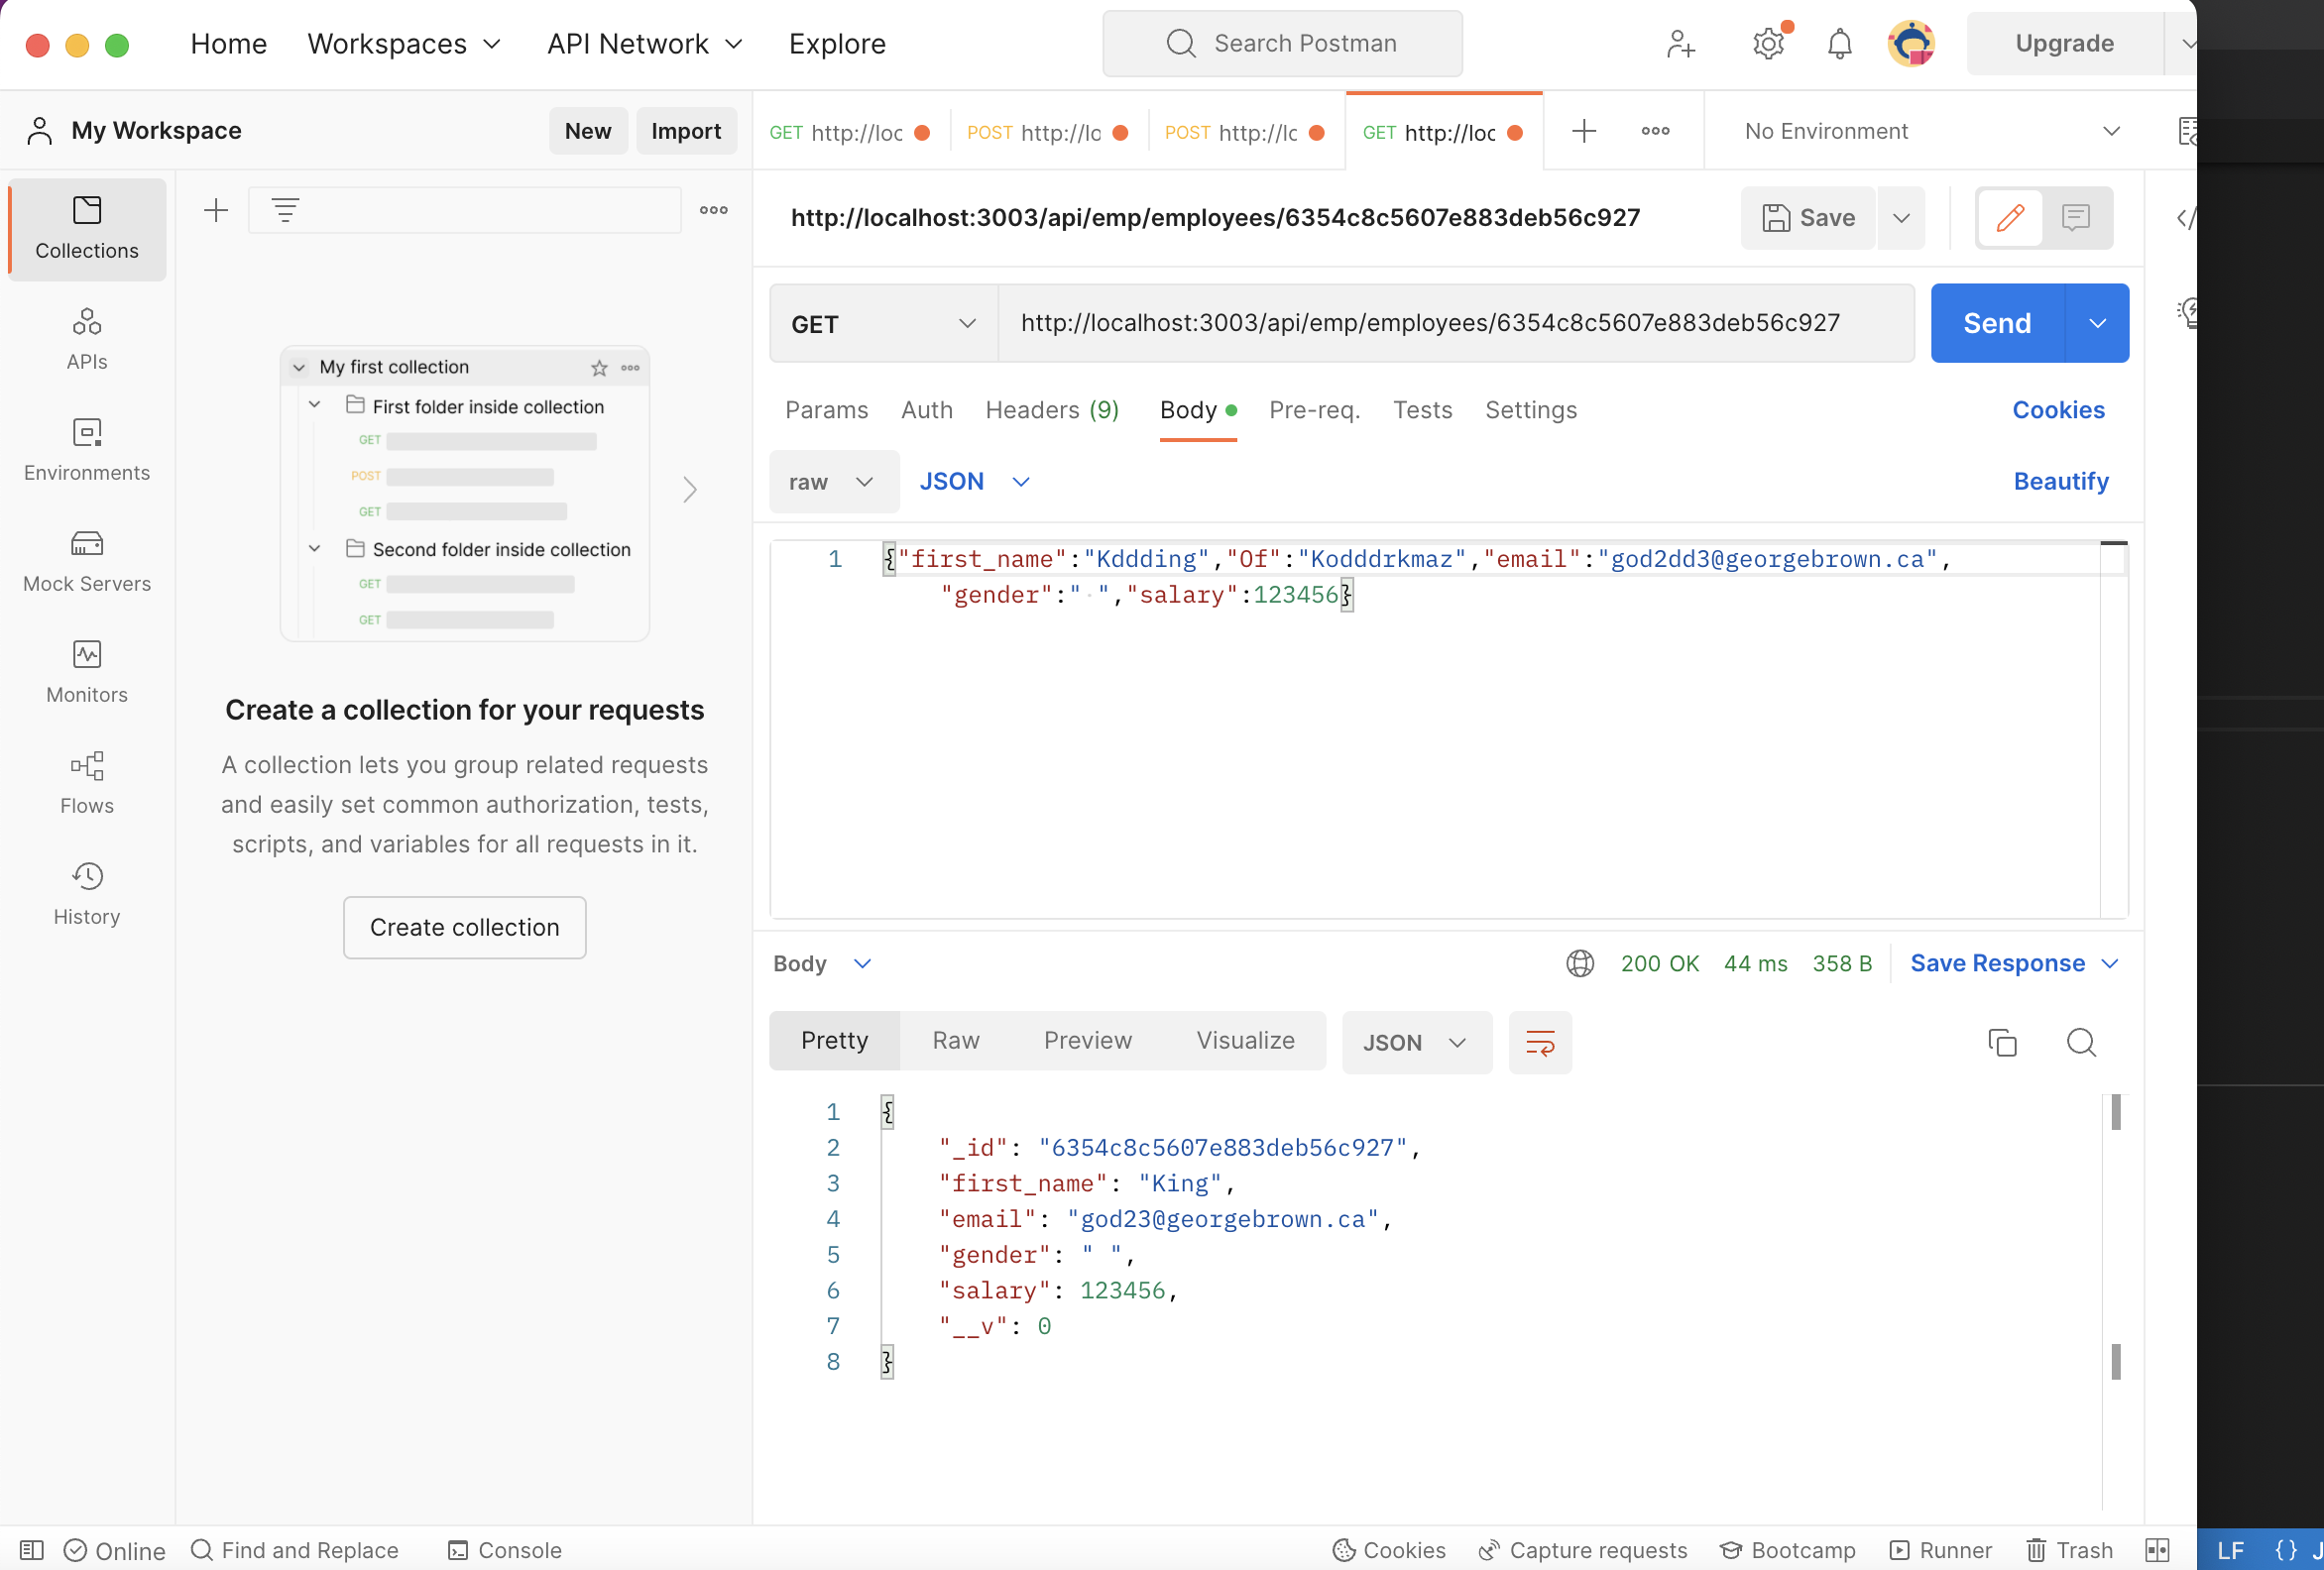 Home Workspaces API Network Explore Search Postman Upgrade
My Workspace New Import GET http://loc POST http://lo POST http://lc GET http://loc No Environment
Collections
APIs
Environments
Mock Servers
Monitors
Flows
History
My first collection
First folder inside collection
GET
POST
GET
Second folder inside collection
GET
GET
Create a collection for your requests
A collection lets you group related requests
and easily set common authorization, tests,
scripts, and variables for all requests in it.
Create collection
http://localhost:3003/api/emp/employees/6354c8c5607e883deb56c927 Save
GET http://localhost:3003/api/emp/employees/6354c8c5607e883deb56c927 Send
Params Auth Headers (9) Body Pre-req. Tests Settings Cookies
raw JSON Beautify
1 {"first_name":"Kddding","Of":"Kodddrkmaz","email":"god2dd3@georgebrown.ca",
"gender":" ","salary":123456}
Body 200 OK 44 ms 358 B Save Response
Pretty Raw Preview Visualize JSON
1 {
2 "_id": "6354c8c5607e883deb56c927",
3 "first_name": "King",
4 "email": "god23@georgebrown.ca",
5 "gender": " ",
6 "salary": 123456,
7 "__v": 0
8 }
Online Find and Replace Console Cookies Capture requests Bootcamp Runner Trash LF {} J